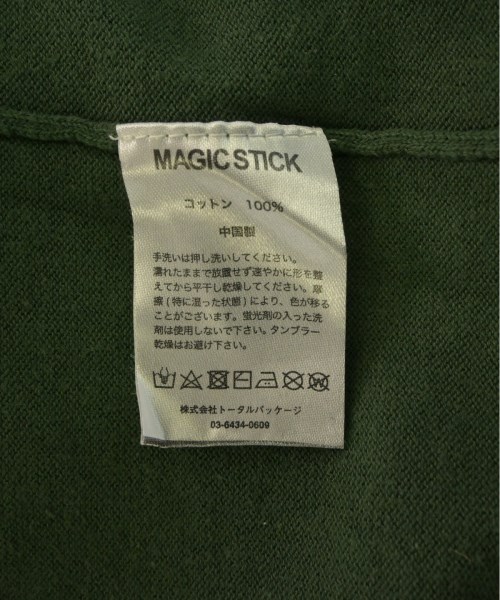 MAGIC STICK
コットン 100%
中国製
手洗いは押し洗いしてください。
濡れたままで放置せず速やかに形を整
えてから平干し乾燥してください。摩
擦(特に湿った状態)により、色が移る
ことがございます。蛍光剤の入った洗
剤は使用しないで下さい。タンブラー
乾燥はお避け下さい。
株式会社トータルパッケージ
03-6434-0609